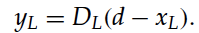 y_L = D_L(d − x_L).